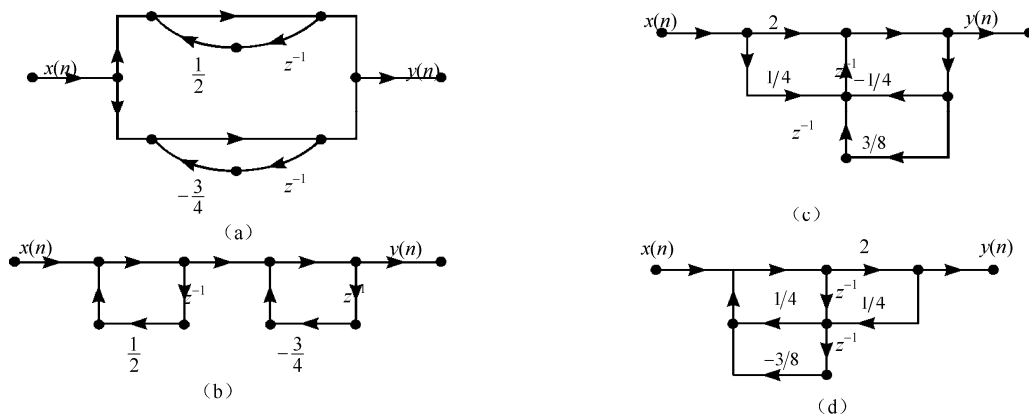 x(n)
y(n)
1/2
z⁻¹
-3/4
z⁻¹
（a）
x(n)
y(n)
z⁻¹
z⁻¹
1/2
-3/4
（b）
x(n)
2
y(n)
z⁻¹
1/4
-1/4
z⁻¹
3/8
（c）
x(n)
2
y(n)
z⁻¹
1/4
1/4
z⁻¹
-3/8
（d）